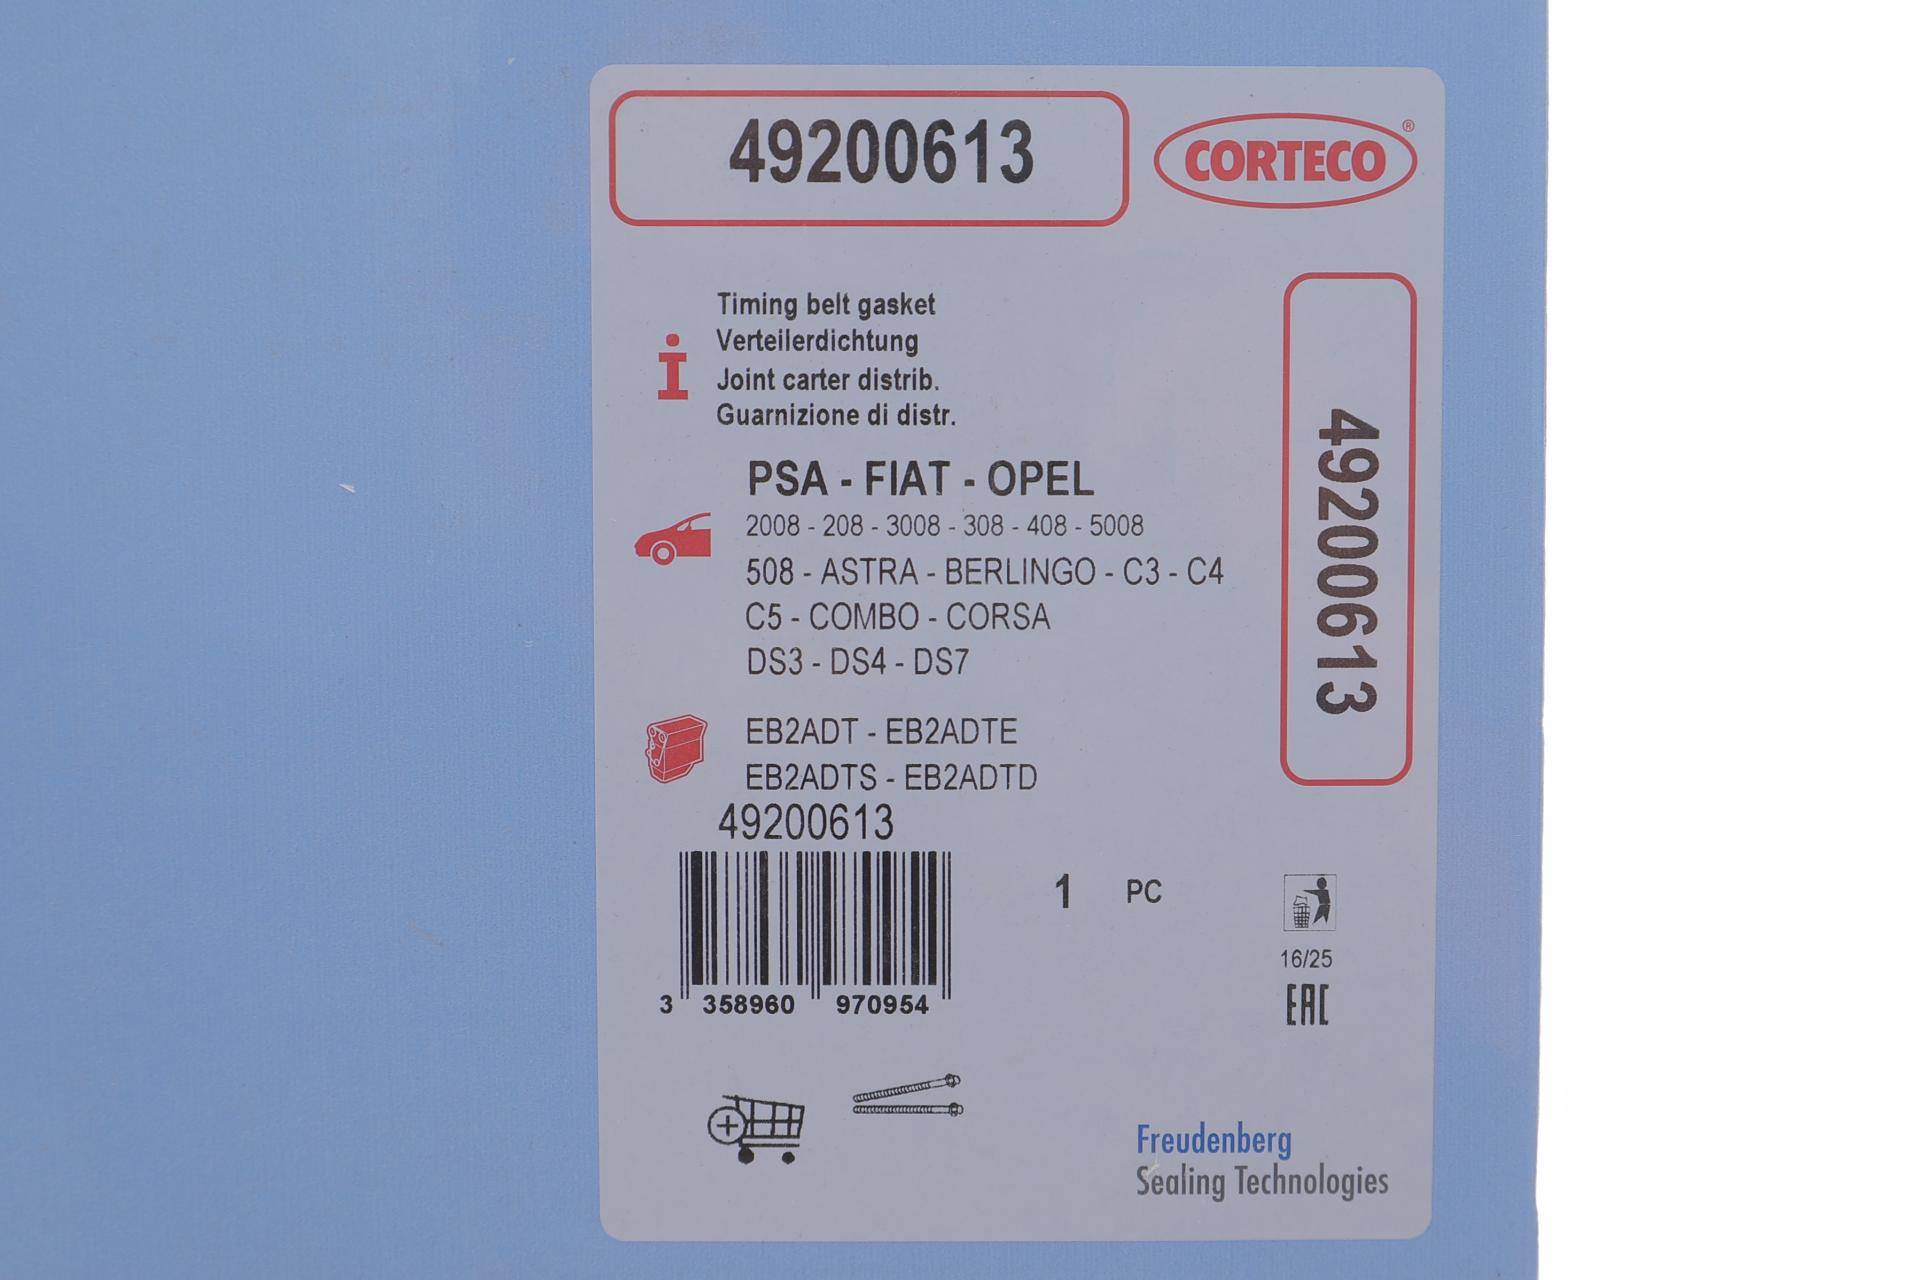 49200613
CORTECO®
Timing belt gasket
Verteilerdichtung
Joint carter distrib.
Guarnizione di distr.
PSA - FIAT - OPEL
2008 - 208 - 3008 - 308 - 408 - 5008
508 - ASTRA - BERLINGO - C3 - C4
C5 - COMBO - CORSA
DS3 - DS4 - DS7
EB2ADT - EB2ADTE
EB2ADTS - EB2ADTD
49200613
49200613
3 358960 970954
1 PC
16/25
EAC
Freudenberg
Sealing Technologies